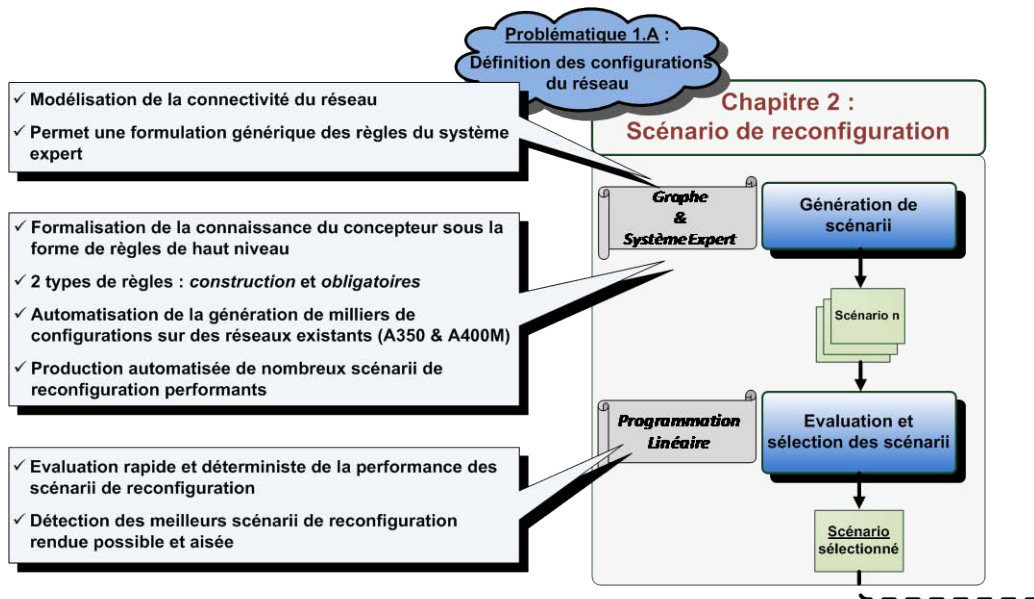 Problématique 1.A :
Définition des configurations
du réseau
Chapitre 2 :
Scénario de reconfiguration
✓ Modélisation de la connectivité du réseau
✓ Permet une formulation générique des règles du système
expert
Graphe
&
Système Expert
Génération de
scénarii
✓ Formalisation de la connaissance du concepteur sous la
forme de règles de haut niveau
✓ 2 types de règles : construction et obligatoires
✓ Automatisation de la génération de milliers de
configurations sur des réseaux existants (A350 & A400M)
✓ Production automatisée de nombreux scénarii de
reconfiguration performants
Scénario n
Programmation
Linéaire
Evaluation et
sélection des scénarii
✓ Evaluation rapide et déterministe de la performance des
scénarii de reconfiguration
✓ Détection des meilleurs scénarii de reconfiguration
rendue possible et aisée
Scénario
sélectionné